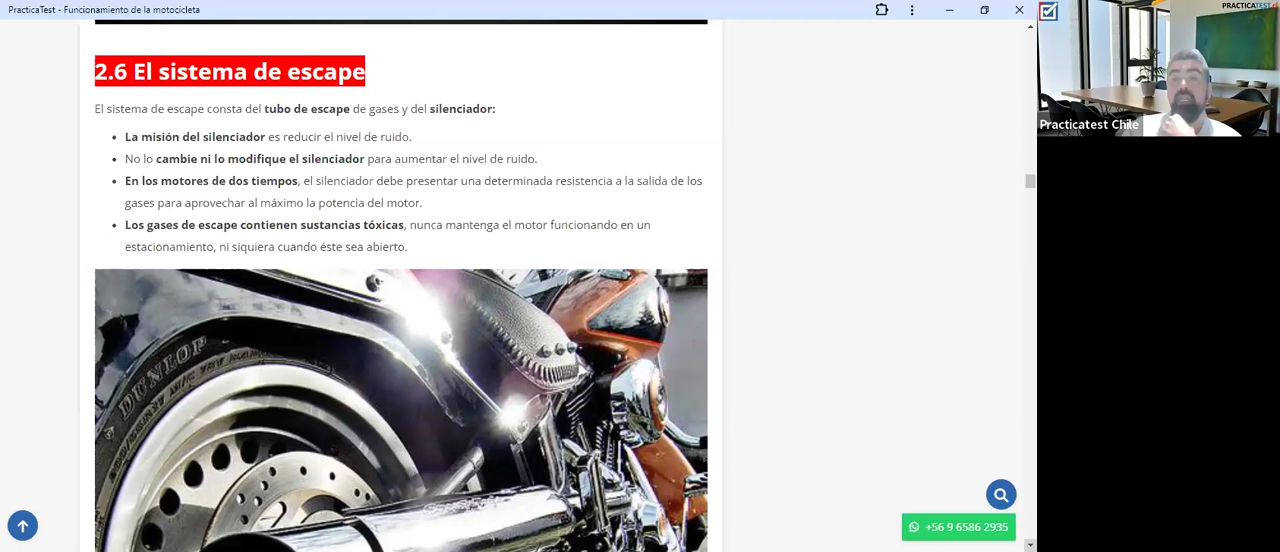 PracticaTest - Funcionamiento de la motocicleta
PRACTICATEST
2.6 El sistema de escape
El sistema de escape consta del tubo de escape de gases y del silenciador:
La misión del silenciador es reducir el nivel de ruido.
No lo cambie ni lo modifique el silenciador para aumentar el nivel de ruido.
En los motores de dos tiempos, el silenciador debe presentar una determinada resistencia a la salida de los
gases para aprovechar al máximo la potencia del motor.
Los gases de escape contienen sustancias tóxicas, nunca mantenga el motor funcionando en un
estacionamiento, ni siquiera cuando éste sea abierto.
Practicatest Chile
DUNLOP
+56 9 6586 2935